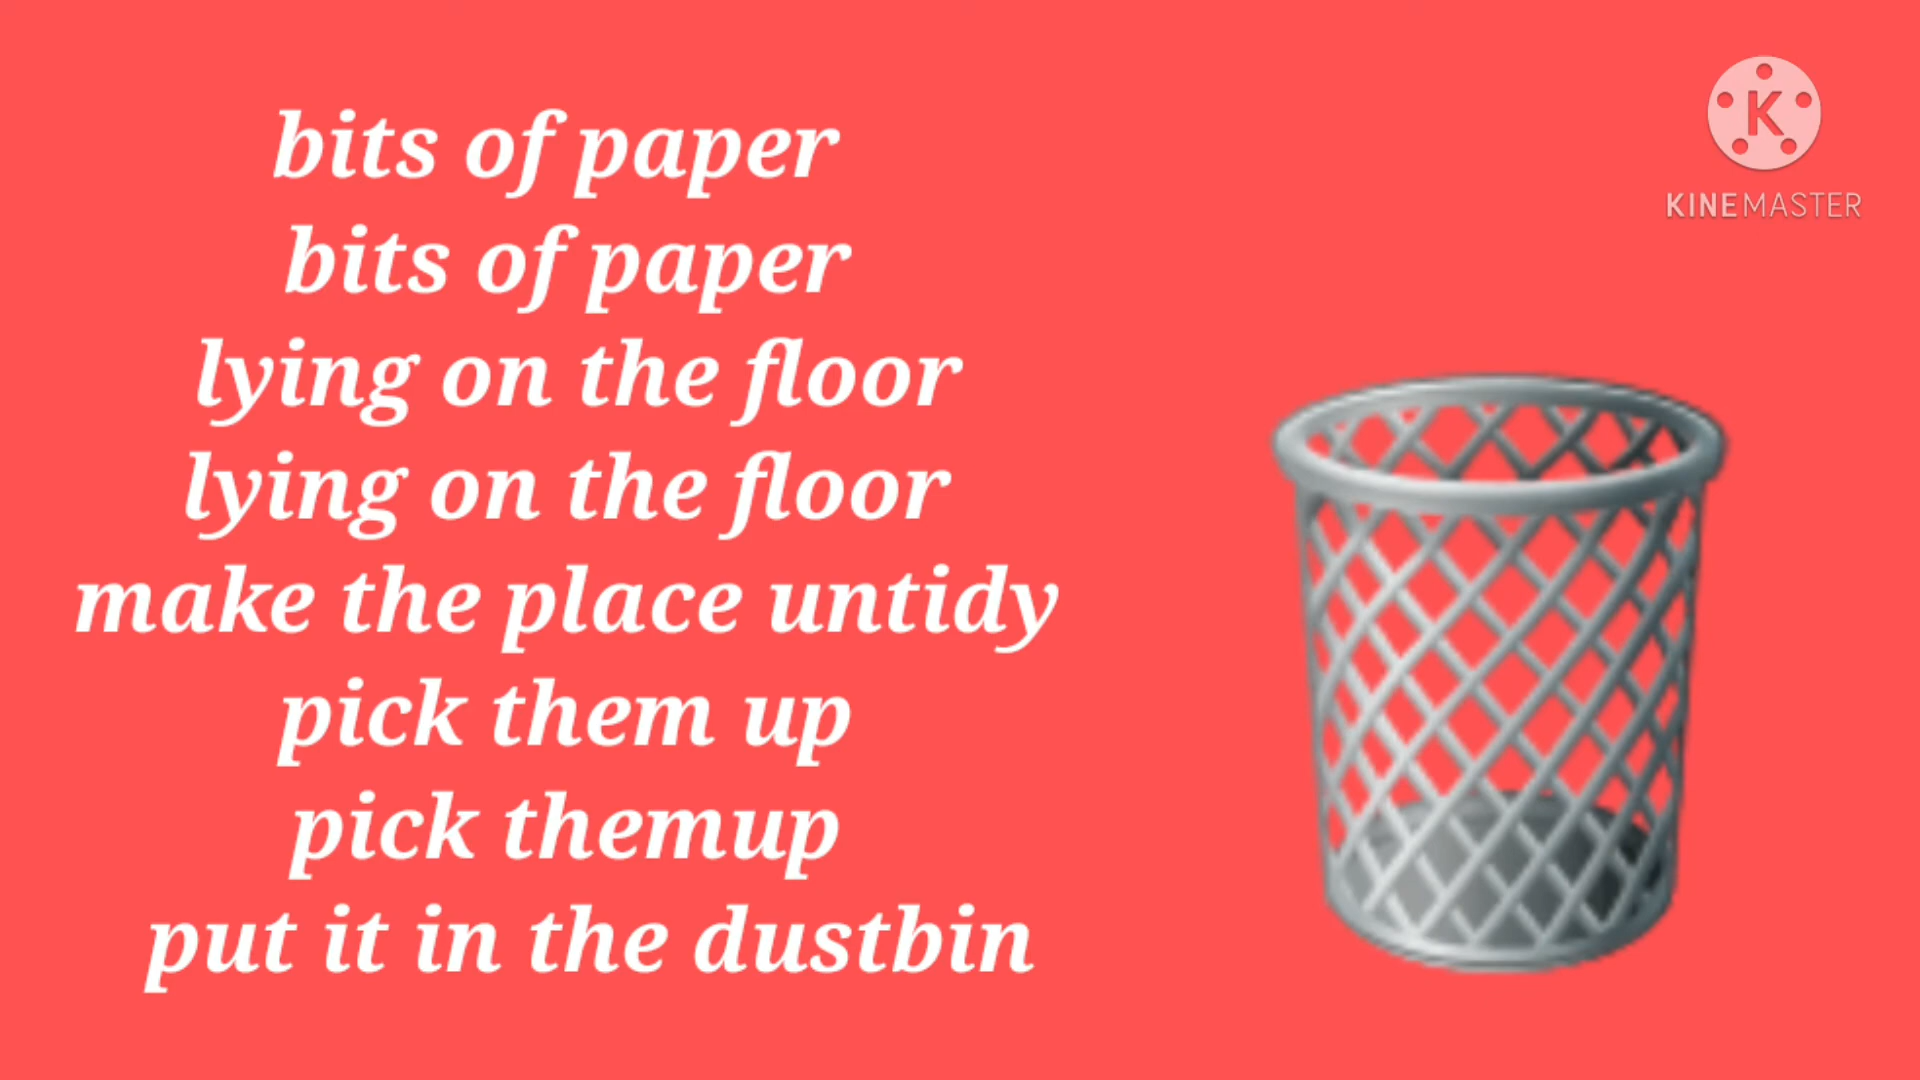 bits of paper
bits of paper
lying on the floor
lying on the floor
make the place untidy
pick them up
pick themup
put it in the dustbin
K
KINEMASTER